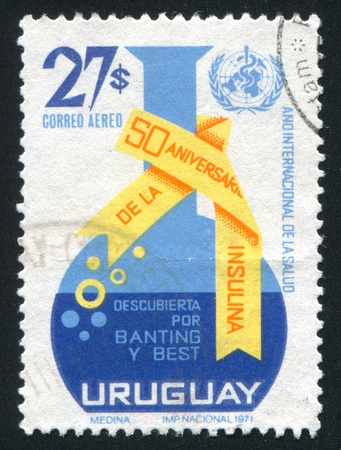 27$
CORREO AEREO
50 ANIVERSARIO
DE LA
INSULINA
AÑO INTERNACIONAL DE LA SALUD
DESCUBIERTA
POR
BANTING
Y BEST
URUGUAY
MEDINA IMP. NACIONAL 1971